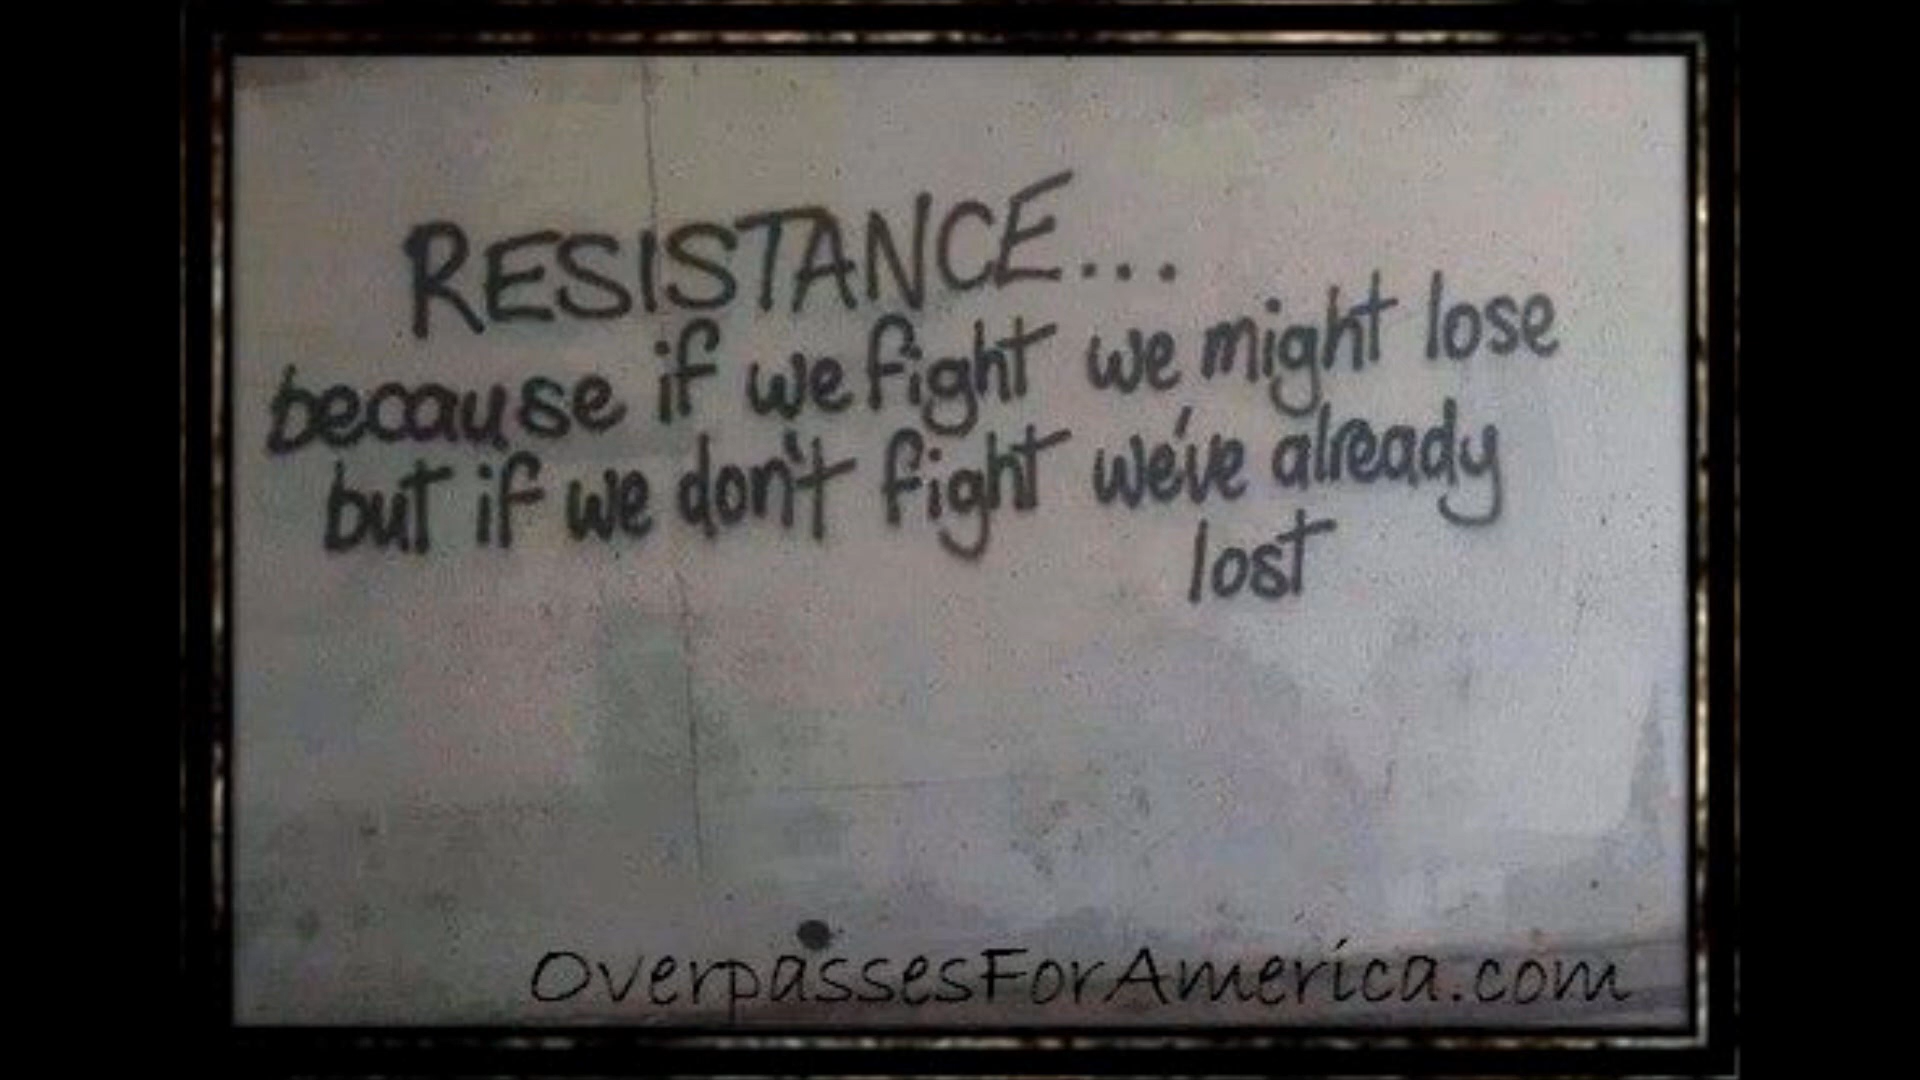 RESISTANCE...
because if we fight we might lose
but if we don't fight we've already
lost
OverpassesForAmerica.com